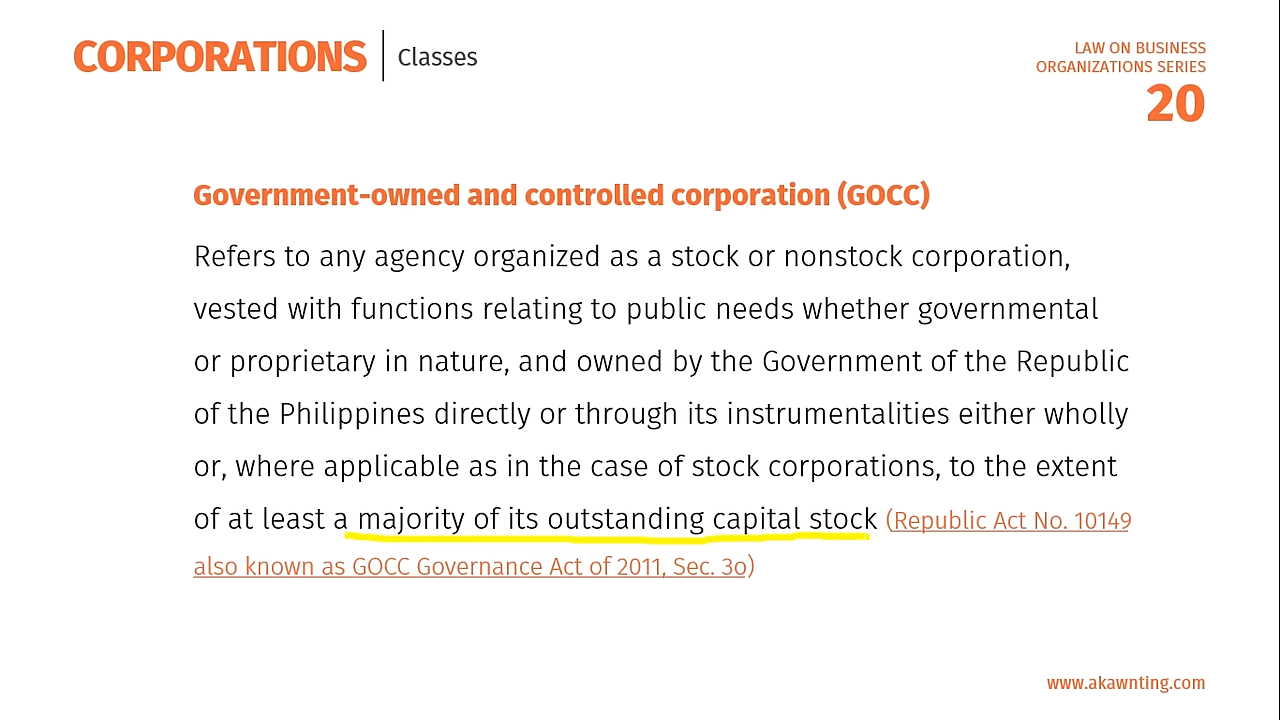 CORPORATIONS
Classes
LAW ON BUSINESS
ORGANIZATIONS SERIES
20
Government-owned and controlled corporation (GOCC)
Refers to any agency organized as a stock or nonstock corporation,
vested with functions relating to public needs whether governmental
or proprietary in nature, and owned by the Government of the Republic
of the Philippines directly or through its instrumentalities either wholly
or, where applicable as in the case of stock corporations, to the extent
of at least a majority of its outstanding capital stock (Republic Act No. 10149
also known as GOCC Governance Act of 2011, Sec. 3o)
www.akawnting.com